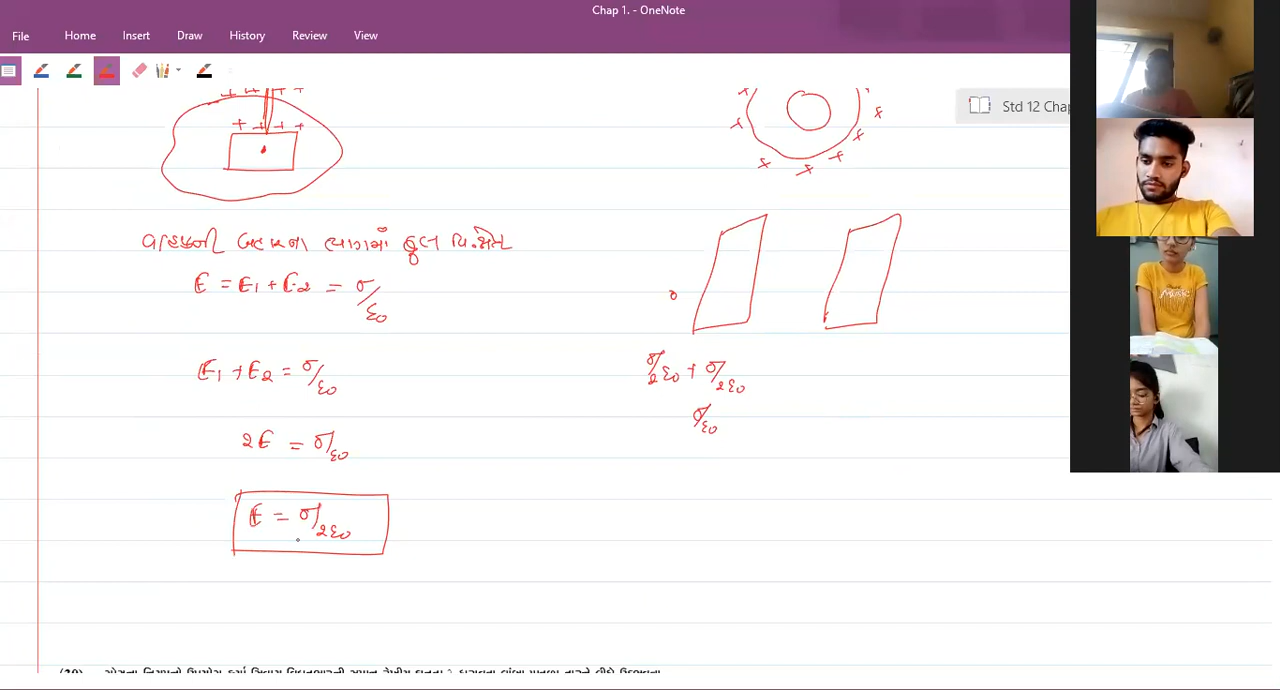 Chap 1. - OneNote
File Home Insert Draw History Review View
Std 12 Chap
+ + + +
+ + + +
x x x x x x x
વાહકની બહારના ભાગમાં કુલ વિ.ક્ષેત્ર
E = E1 + E2 = σ/ε0
E1 + E2 = σ/ε0
σ/2ε0 + σ/2ε0
σ/ε0
2E = σ/ε0
E = σ/2ε0
MUSIC